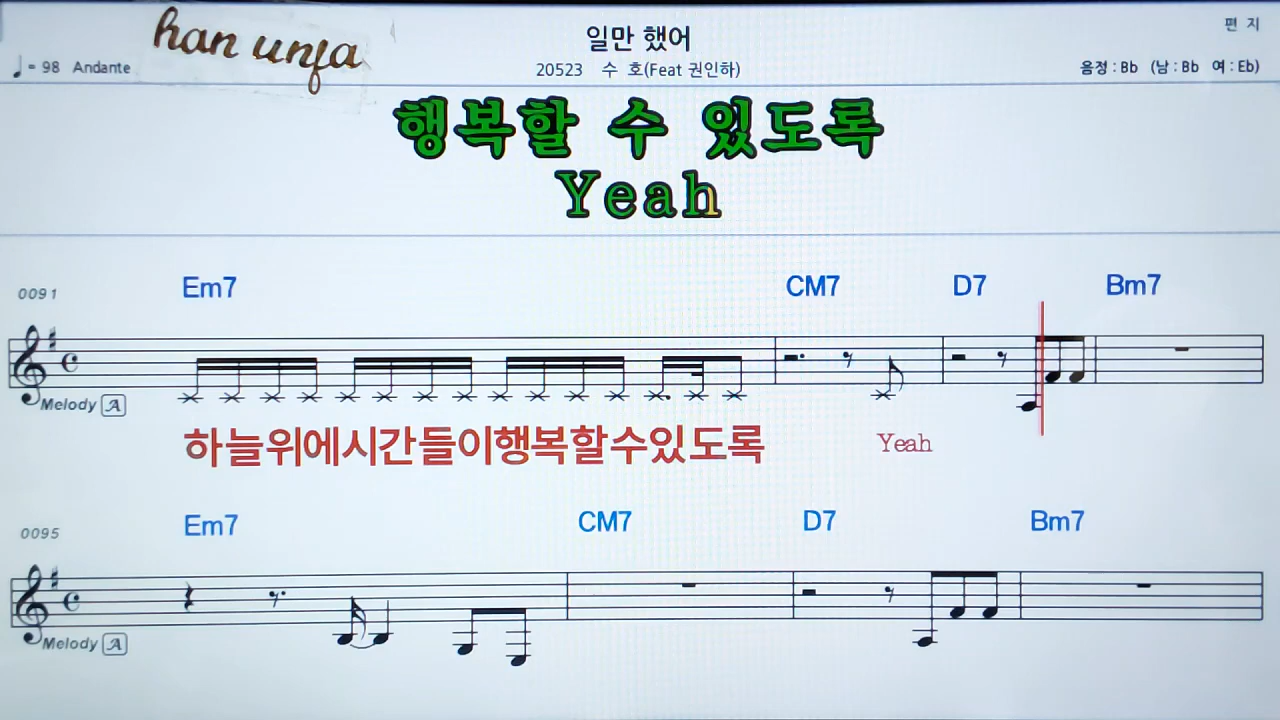 han unfa
일만 했어
편 지
♩= 98 Andante
20523 수 호(Feat 권인하)
음정 : Bb (남 : Bb 여 : Eb)
행복할 수 있도록
Yeah
0091 Em7 CM7 D7 Bm7
Melody A
하늘위에시간들이행복할수있도록 Yeah
0095 Em7 CM7 D7 Bm7
Melody A